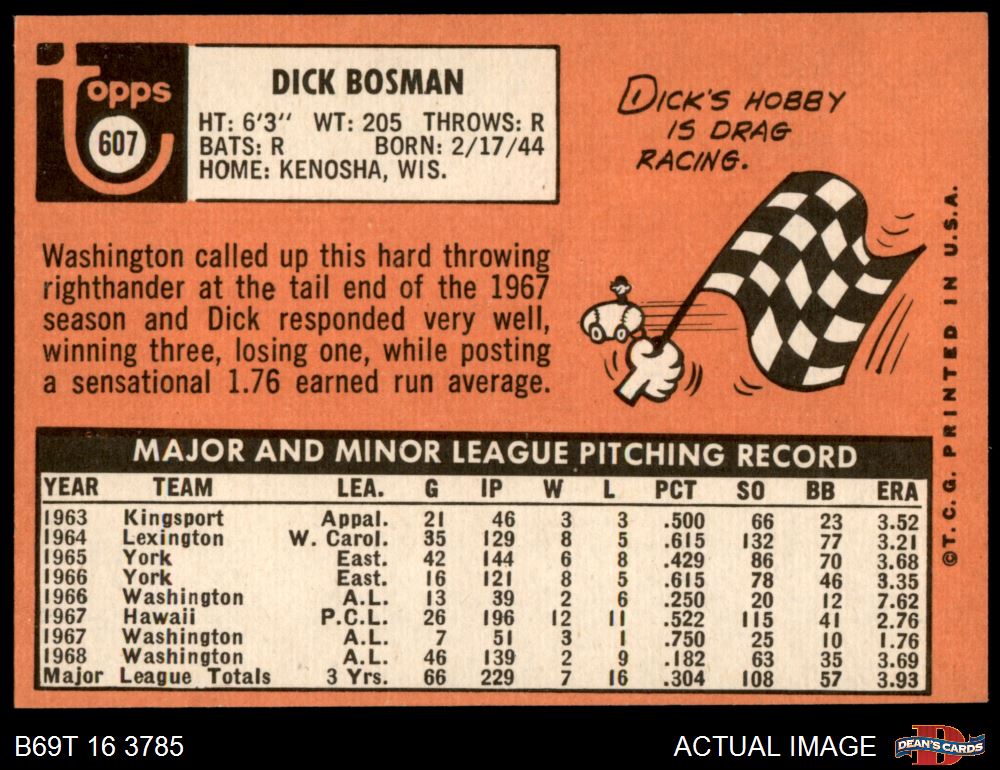 Topps
607
DICK BOSMAN
HT: 6'3" WT: 205 THROWS: R
BATS: R BORN: 2/17/44
HOME: KENOSHA, WIS.
DICK'S HOBBY
IS DRAG
RACING.
Washington called up this hard throwing
righthander at the tail end of the 1967
season and Dick responded very well,
winning three, losing one, while posting
a sensational 1.76 earned run average.
MAJOR AND MINOR LEAGUE PITCHING RECORD
YEAR TEAM LEA. G IP W L PCT SO BB ERA
1963 Kingsport Appal. 21 46 3 3 .500 66 23 3.52
1964 Lexington W. Carol. 35 129 8 5 .615 132 77 3.21
1965 York East. 42 144 6 8 .429 86 70 3.68
1966 York East. 16 121 8 5 .615 78 46 3.35
1966 Washington A.L. 13 39 2 6 .250 20 12 7.62
1967 Hawaii P.C.L. 26 196 12 11 .522 115 41 2.76
1967 Washington A.L. 7 51 3 1 .750 25 10 1.76
1968 Washington A.L. 46 139 2 9 .182 63 35 3.69
Major League Totals 3 Yrs. 66 229 7 16 .304 108 57 3.93
©T.C.G. PRINTED IN U.S.A.
B69T 16 3785
ACTUAL IMAGE
D
DEAN'S CARDS